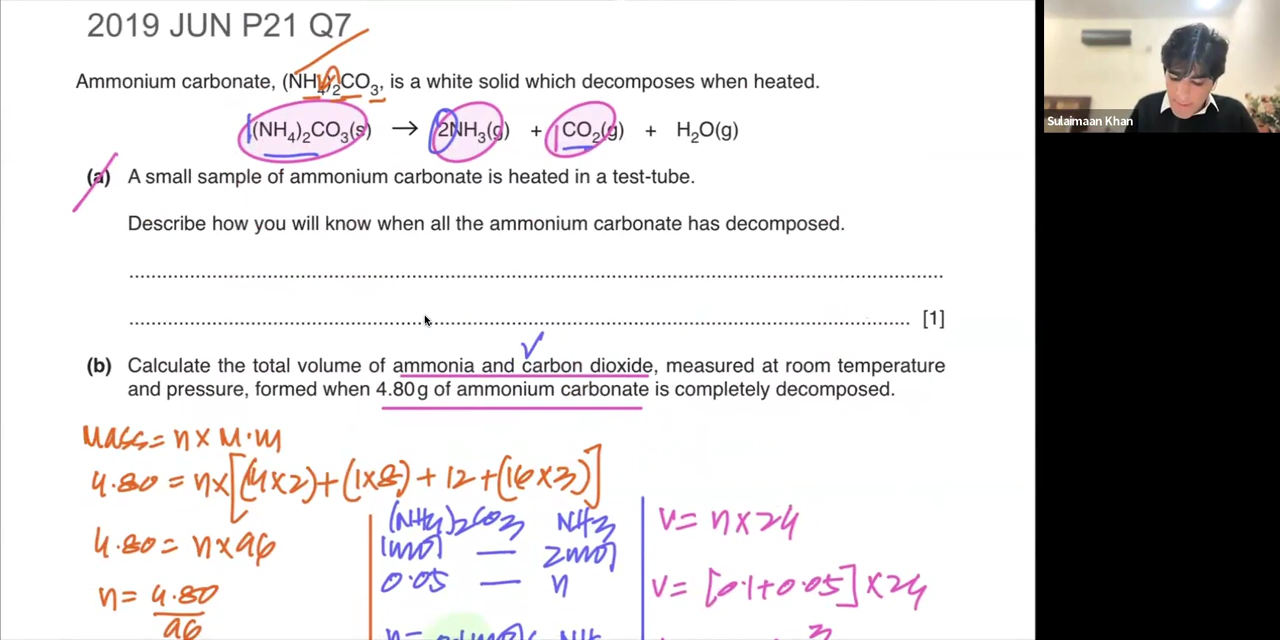 2019 JUN P21 Q7
Ammonium carbonate, (NH4)2CO3, is a white solid which decomposes when heated.
(NH4)2CO3(s) → 2NH3(g) + CO2(g) + H2O(g)
(a) A small sample of ammonium carbonate is heated in a test-tube.
Describe how you will know when all the ammonium carbonate has decomposed.
[1]
(b) Calculate the total volume of ammonia and carbon dioxide, measured at room temperature
and pressure, formed when 4.80 g of ammonium carbonate is completely decomposed.
Mass = n × M.M
4.80 = n×[(14×2)+(1×8)+12+(16×3)]
4.80 = n×96
n = 4.80
96
(NH4)2CO3 NH3
1mol — 2mol
0.05 — n
V = n×24
V = [0.1+0.05]×24
Sulaimaan Khan